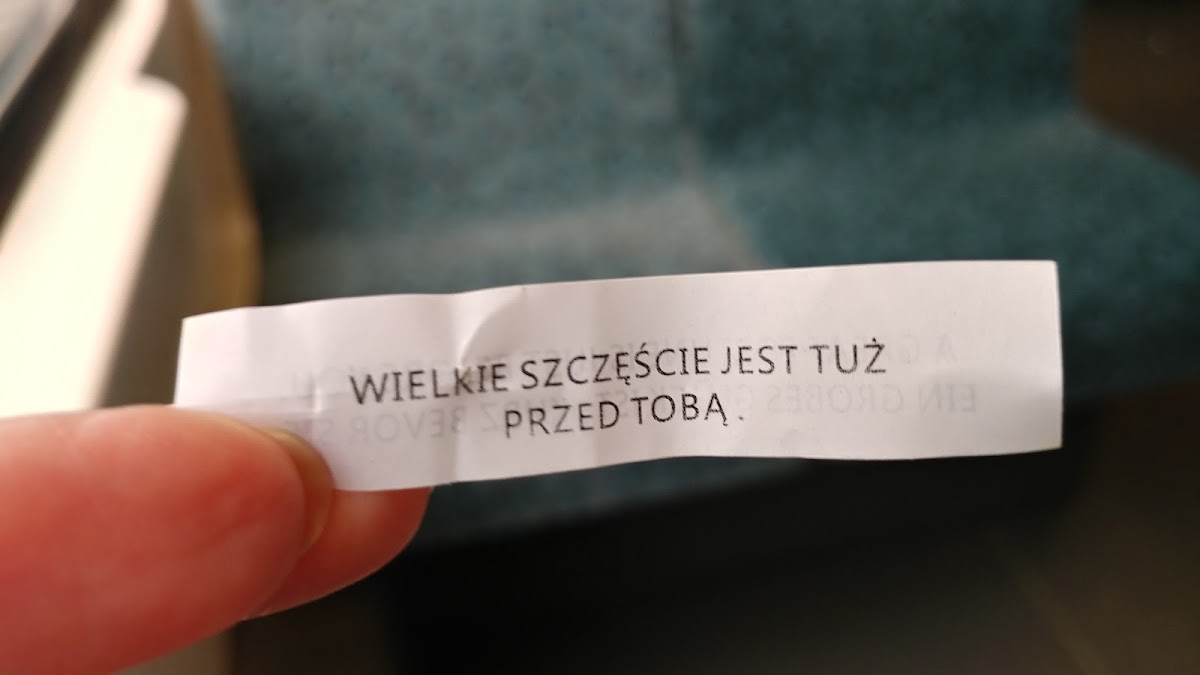 WIELKIE SZCZĘŚCIE JEST TUŻ
PRZED TOBĄ .